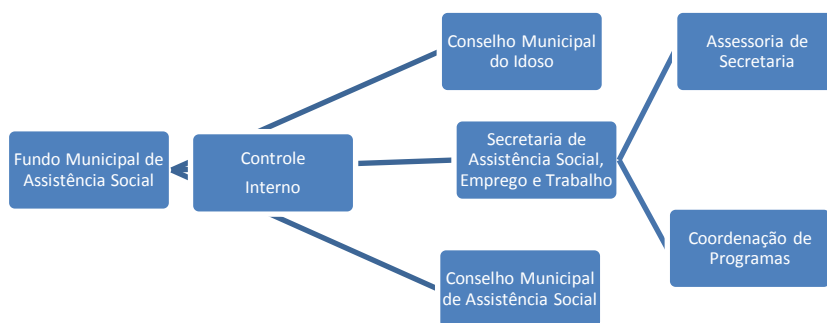 Conselho Municipal
do Idoso
Assessoria de
Secretaria
Fundo Municipal de
Assistência Social
Controle
Interno
Secretaria de
Assistência Social,
Emprego e Trabalho
Coordenação de
Programas
Conselho Municipal
de Assistência Social